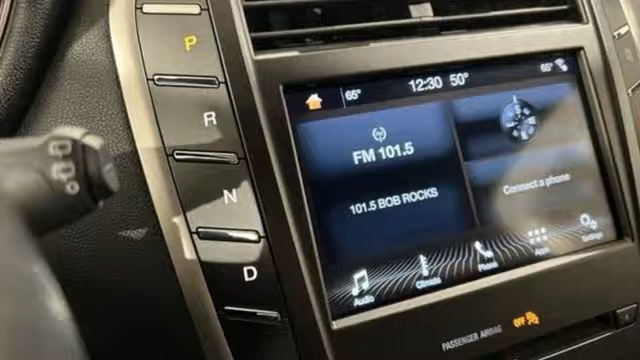 P
R
N
D
65° 12:30 50° 65°
FM 101.5
101.5 BOB ROCKS
Connect a phone
Audio Climate Phone Apps Settings
PASSENGER AIRBAG OFF